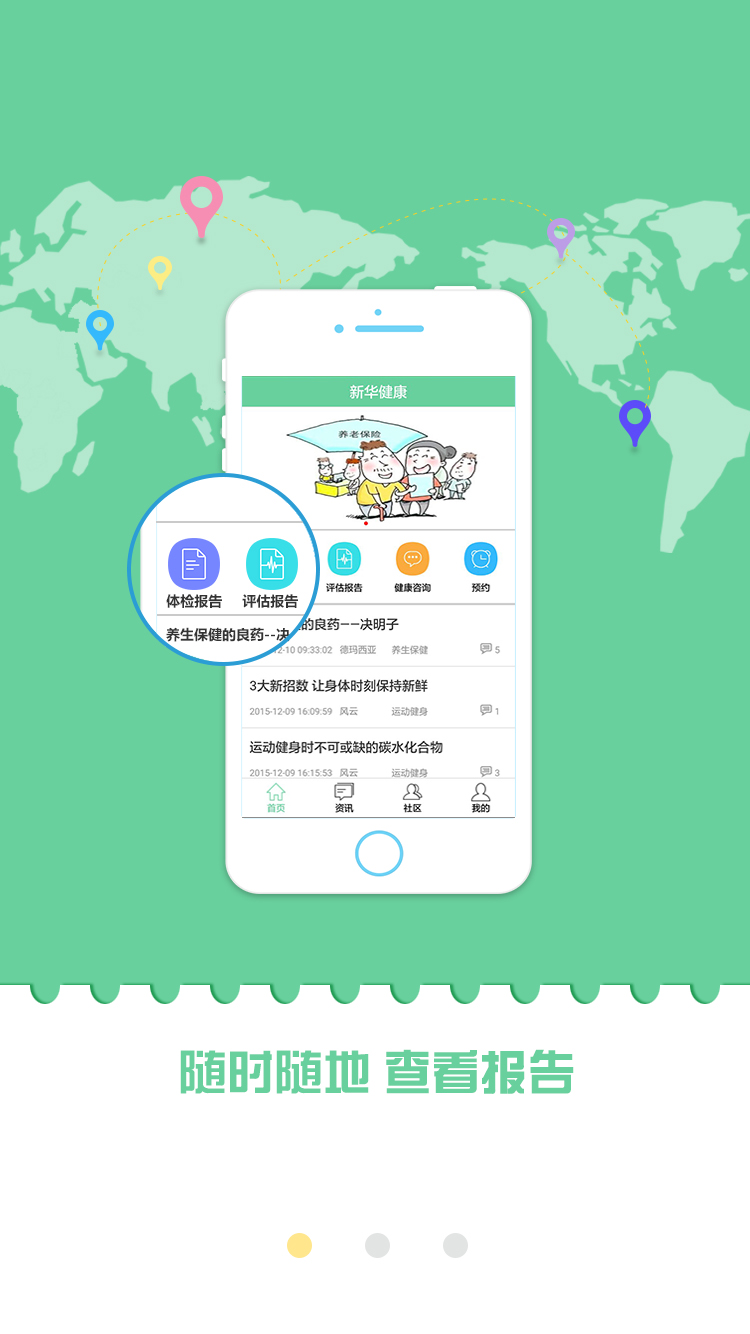 新华健康
养老保险
体检报告
评估报告
评估报告
健康咨询
预约
养生保健的良药--决
的良药——决明子
2-10 09:33:02 德玛西亚 养生保健 5
3大新招数 让身体时刻保持新鲜
2015-12-09 16:09:59 风云 运动健身 1
运动健身时不可或缺的碳水化合物
2015-12-09 16:15:53 风云 运动健身 3
首页 资讯 社区 我的
随时随地 查看报告